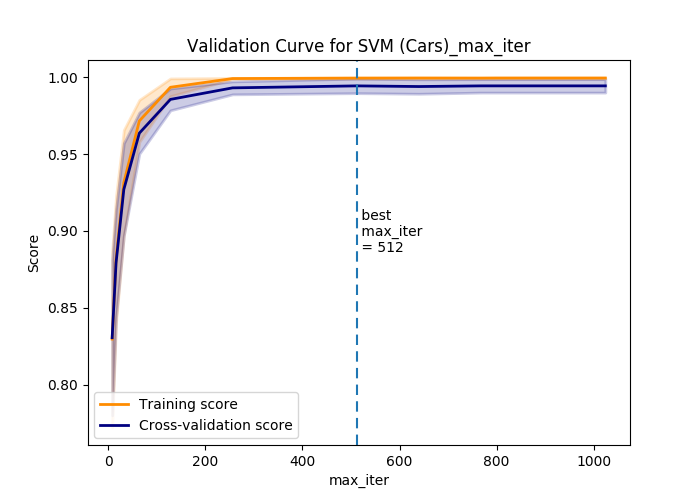 Validation Curve for SVM (Cars)_max_iter
1.00
0.95
0.90
0.85
0.80
Score
best
max_iter
= 512
Training score
Cross-validation score
0 200 400 600 800 1000
max_iter